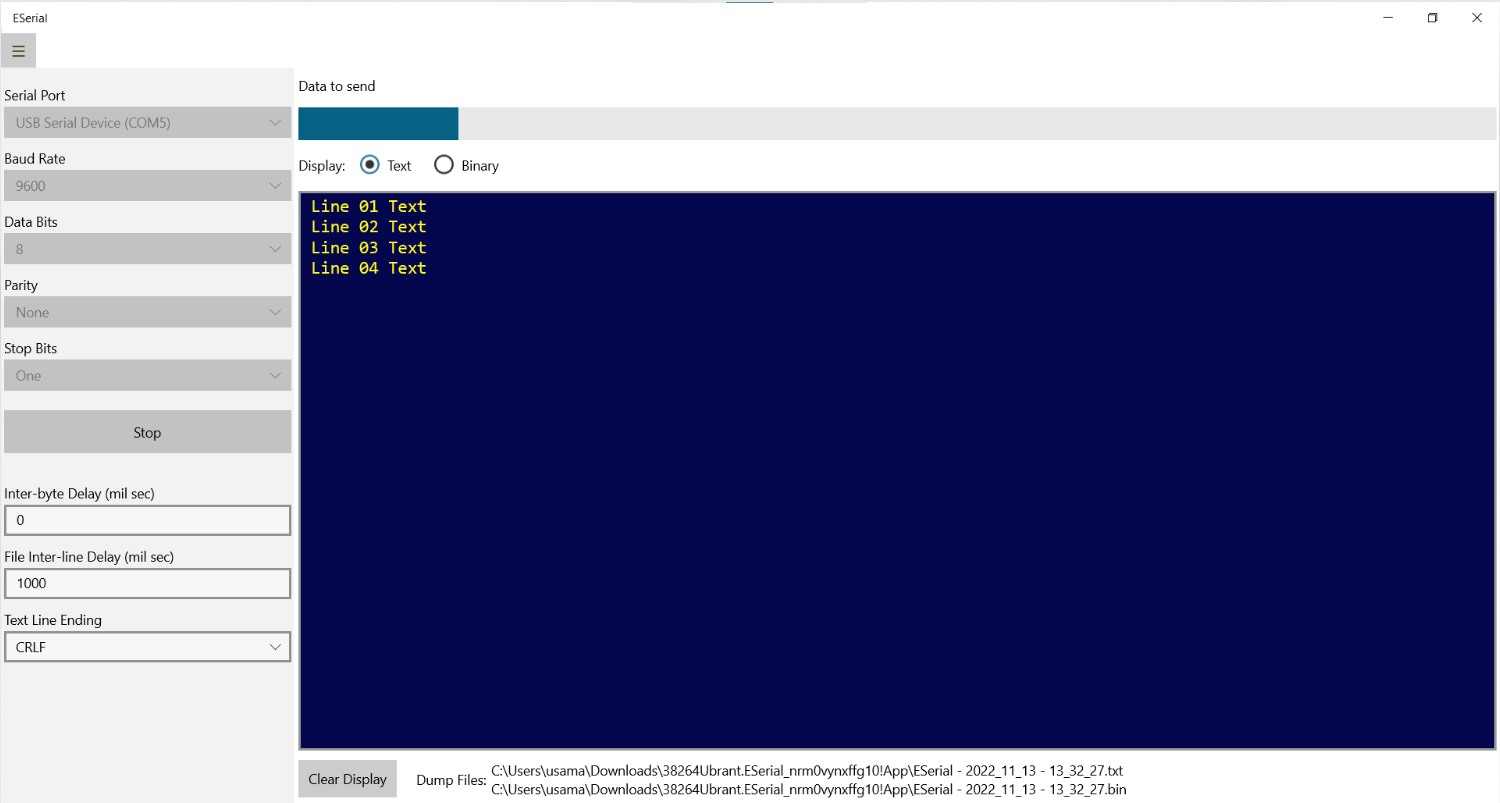 ESerial
Serial Port
USB Serial Device (COM5)
Baud Rate
9600
Data Bits
8
Parity
None
Stop Bits
One
Stop
Inter-byte Delay (mil sec)
0
File Inter-line Delay (mil sec)
1000
Text Line Ending
CRLF
Data to send
Display: Text Binary
Line 01 Text
Line 02 Text
Line 03 Text
Line 04 Text
Clear Display
Dump Files:
C:\Users\usama\Downloads\38264Ubrant.ESerial_nrm0vynxffg10!App\ESerial - 2022_11_13 - 13_32_27.txt
C:\Users\usama\Downloads\38264Ubrant.ESerial_nrm0vynxffg10!App\ESerial - 2022_11_13 - 13_32_27.bin